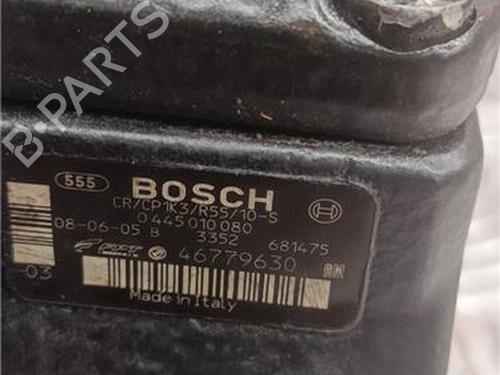 B-PARTS
555 BOSCH
CR/CP1K3/R55/10-S
0 445 010 080
08-06-05 B 3352 681475
46779630
03
Made in Italy